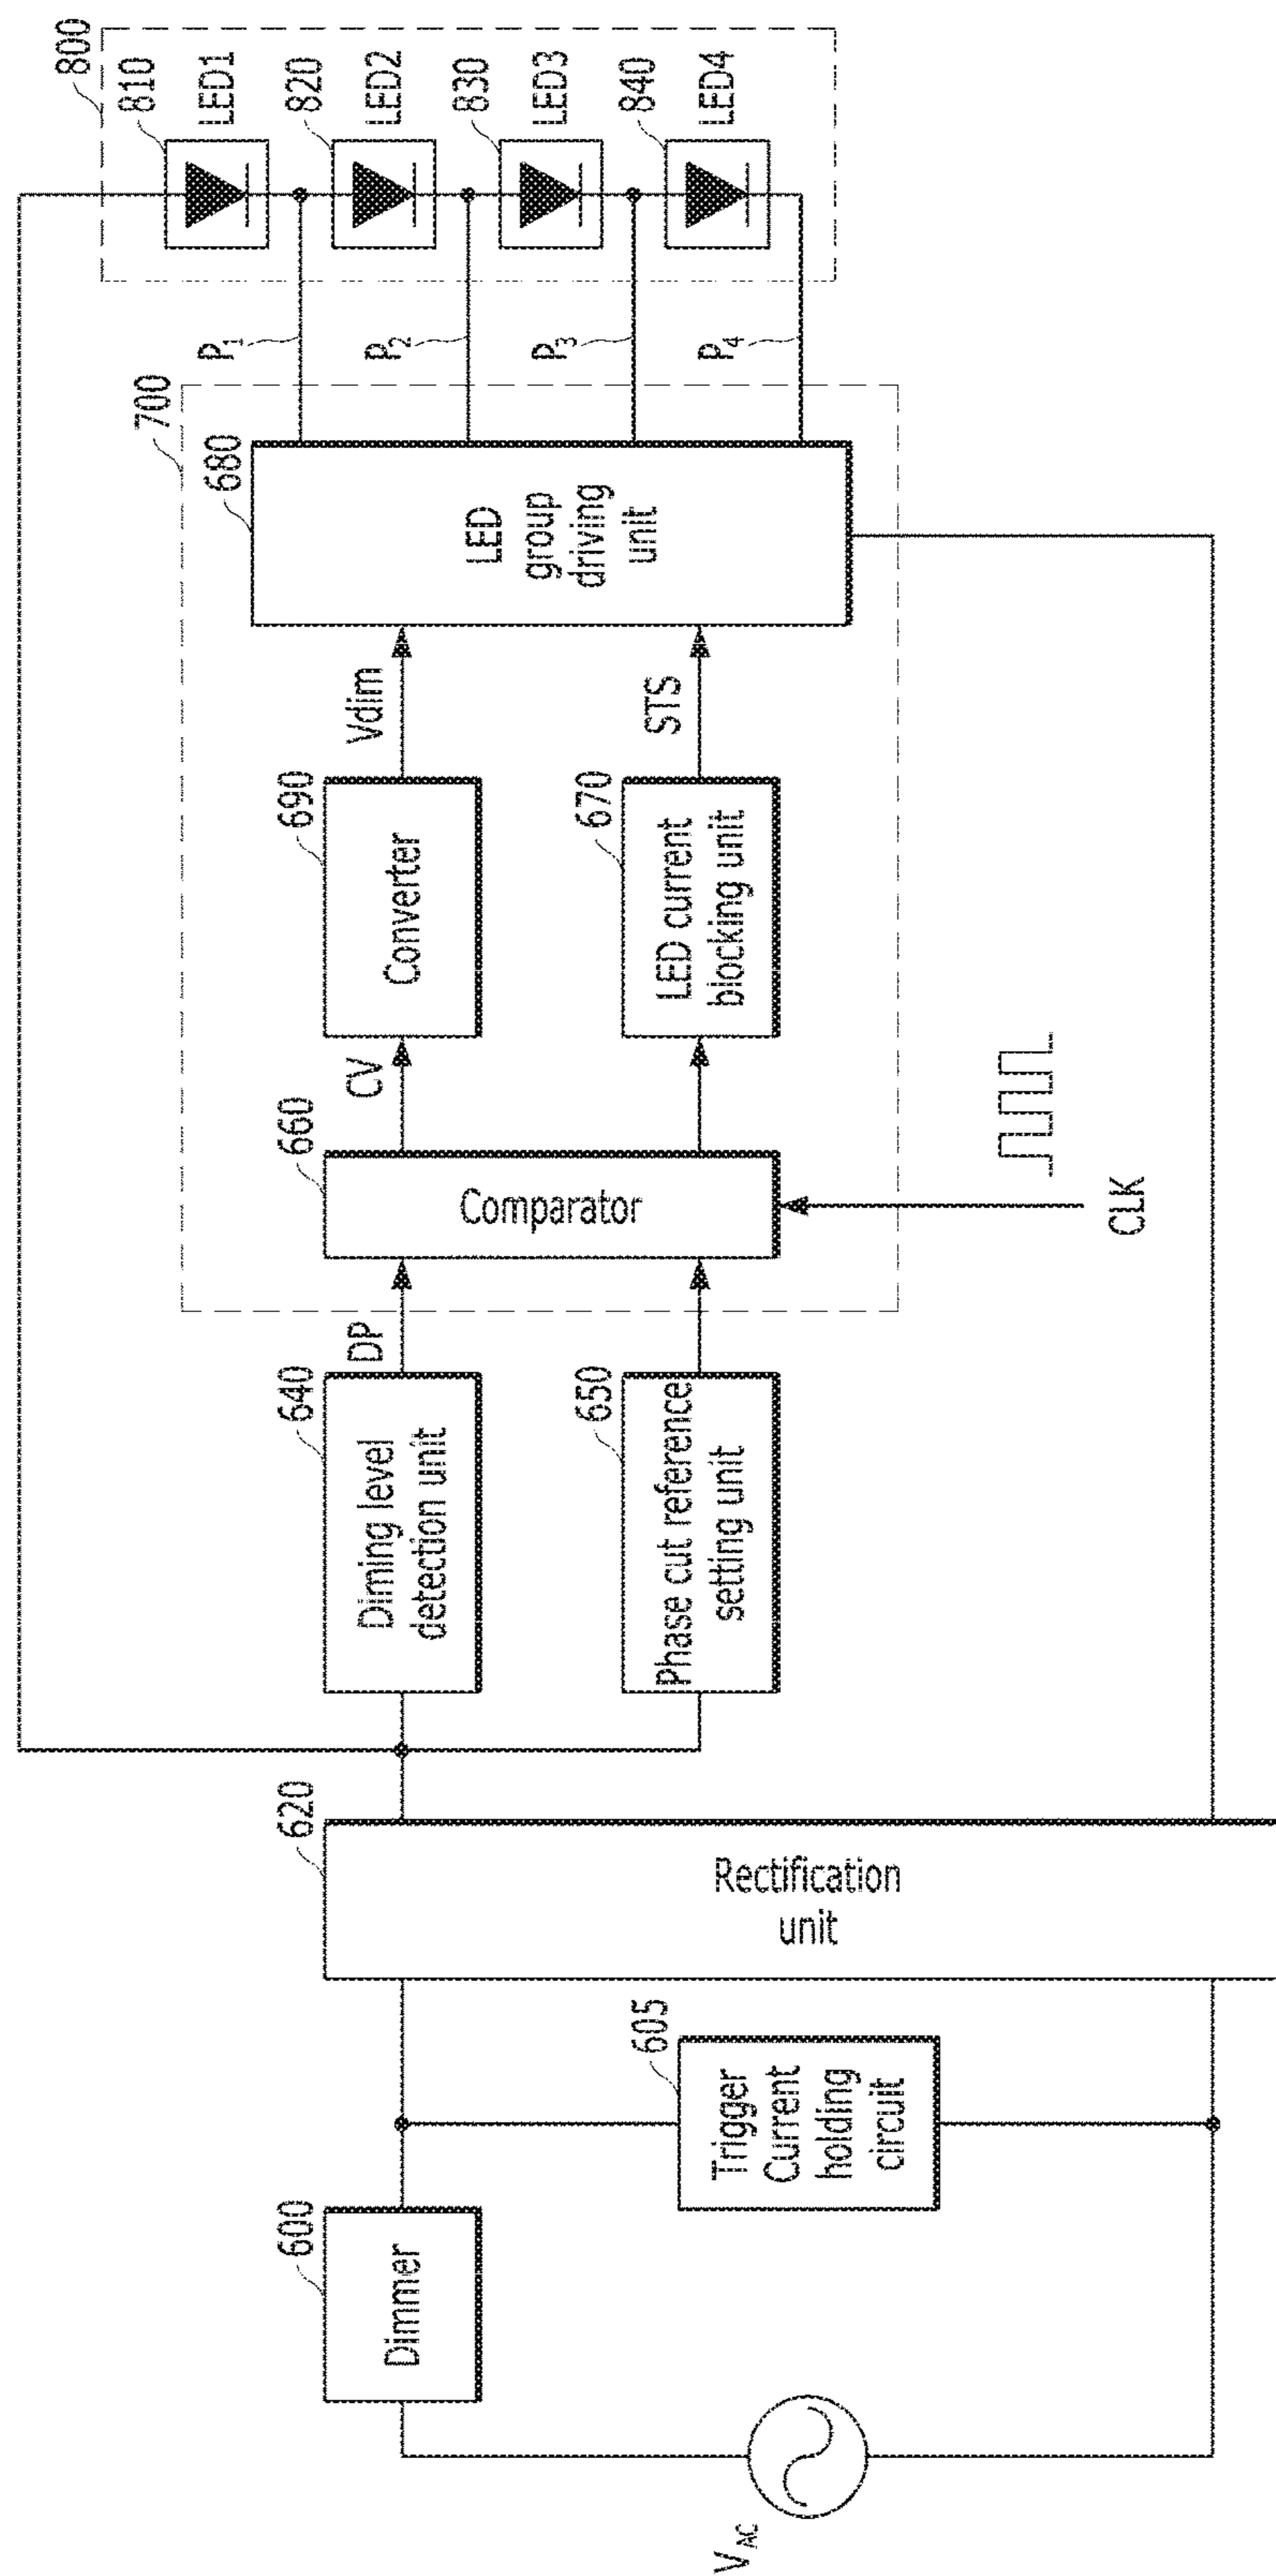 800
810
LED1
820
LED2
830
LED3
840
LED4
P1
P2
P3
P4
700
680
LED
group
driving
unit
Vdim
STS
690
Converter
670
LED current
blocking unit
CV
660
Comparator
CLK
DP
640
Diming level
detection unit
650
Phase cut reference
setting unit
620
Rectification
unit
605
Trigger
Current
holding
circuit
600
Dimmer
VAC